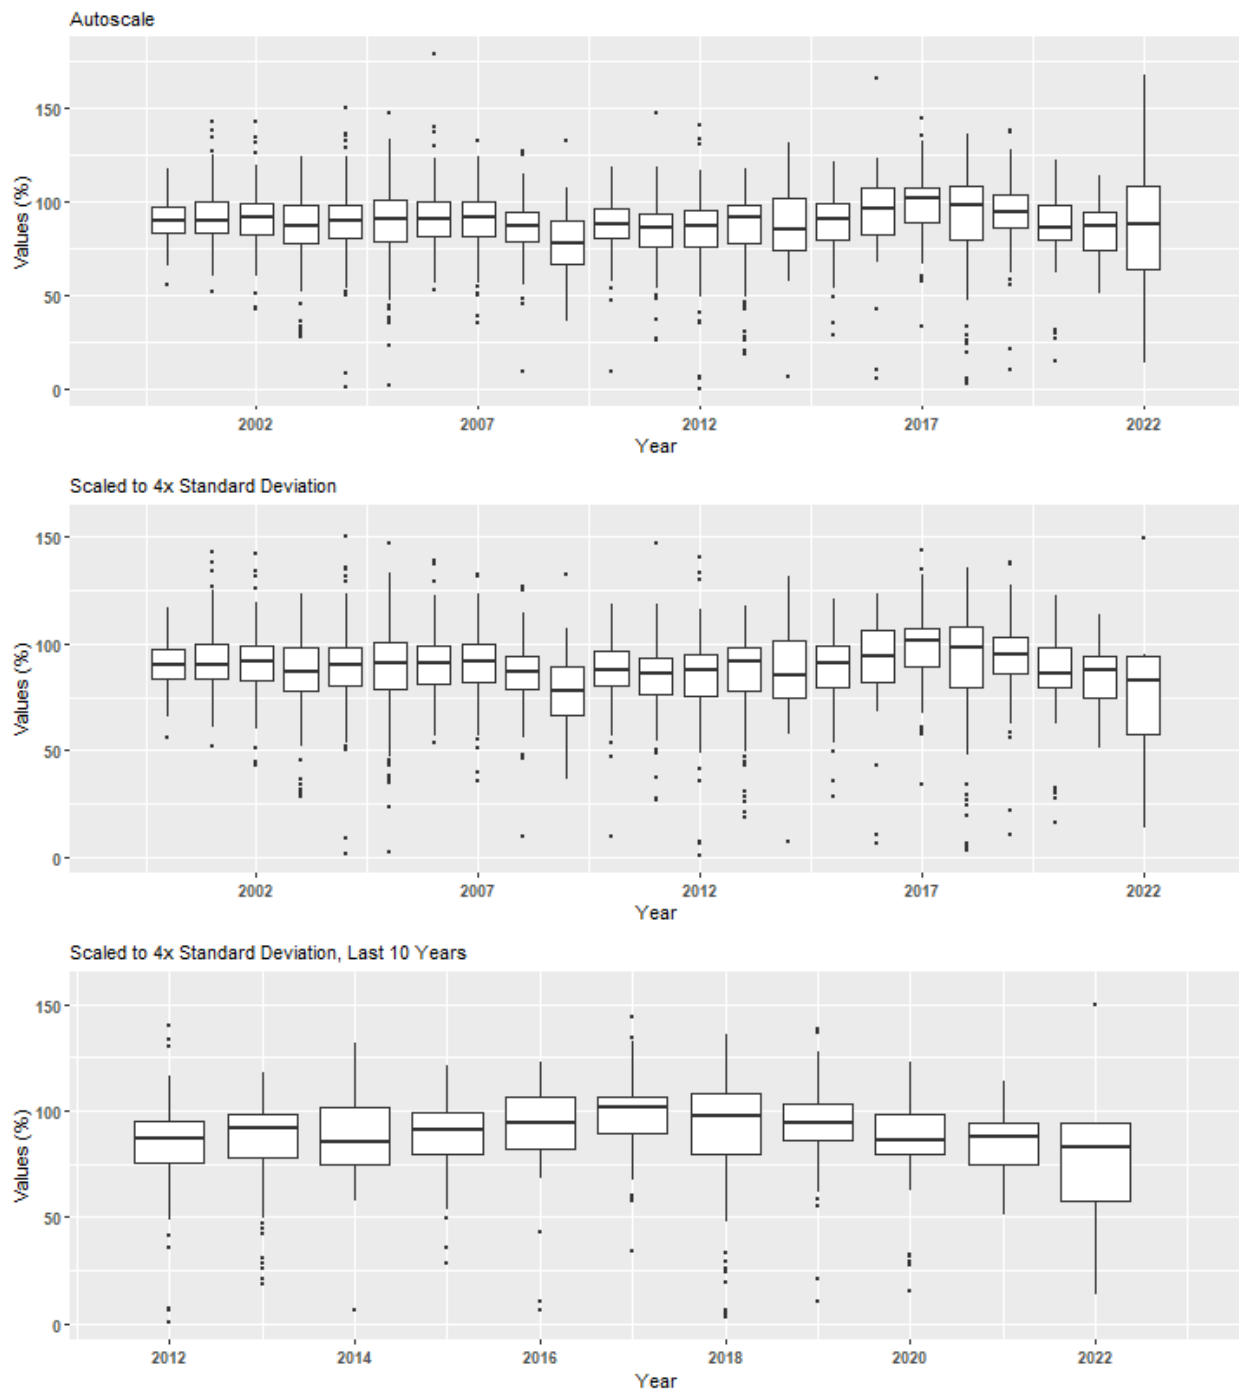 Autoscale
Values (%)
150
100
50
0
2002 2007 2012 2017 2022
Year
Scaled to 4x Standard Deviation
Values (%)
150
100
50
0
2002 2007 2012 2017 2022
Year
Scaled to 4x Standard Deviation, Last 10 Years
Values (%)
150
100
50
0
2012 2014 2016 2018 2020 2022
Year